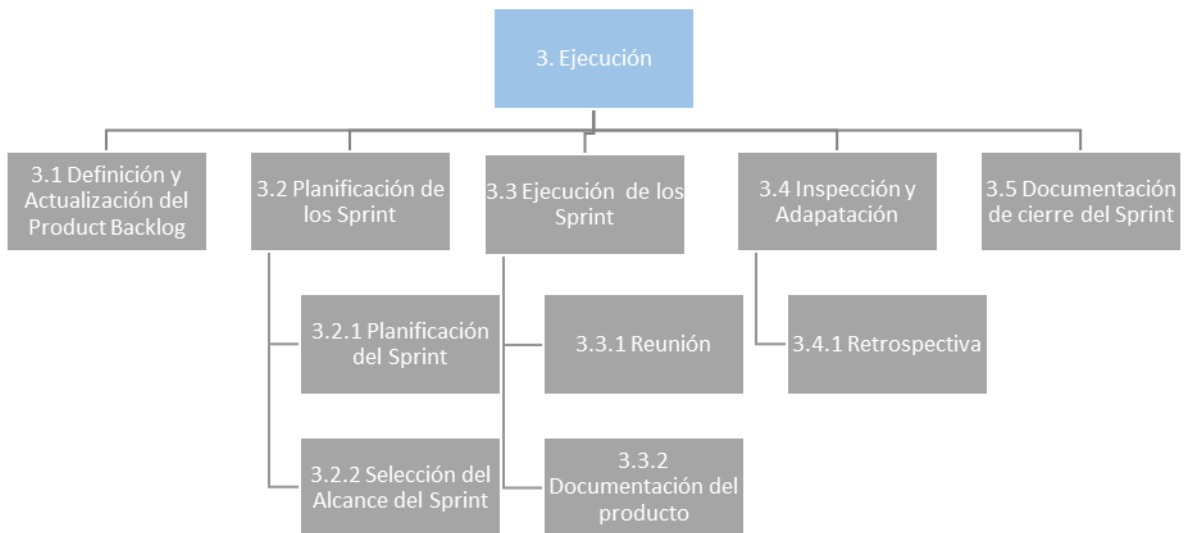 3. Ejecución
3.1 Definición y
Actualización del
Product Backlog
3.2 Planificación de
los Sprint
3.3 Ejecución de los
Sprint
3.4 Inspección y
Adapatación
3.5 Documentación
de cierre del Sprint
3.2.1 Planificación
del Sprint
3.3.1 Reunión
3.4.1 Retrospectiva
3.2.2 Selección del
Alcance del Sprint
3.3.2
Documentación del
producto